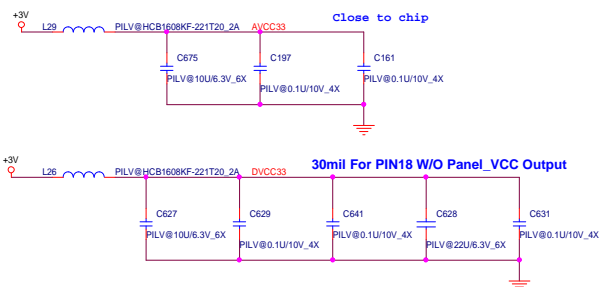 Close to chip
+3V
L29 PILV@HCB1608KF-221T20_2A AVCC33
C675 C197 C161
PILV@10U/6.3V_6X PILV@0.1U/10V_4X PILV@0.1U/10V_4X
30mil For PIN18 W/O Panel_VCC Output
+3V
L26 PILV@HCB1608KF-221T20_2A DVCC33
C627 C629 C641 C628 C631
PILV@10U/6.3V_6X PILV@0.1U/10V_4X PILV@0.1U/10V_4X PILV@22U/6.3V_6X PILV@0.1U/10V_4X